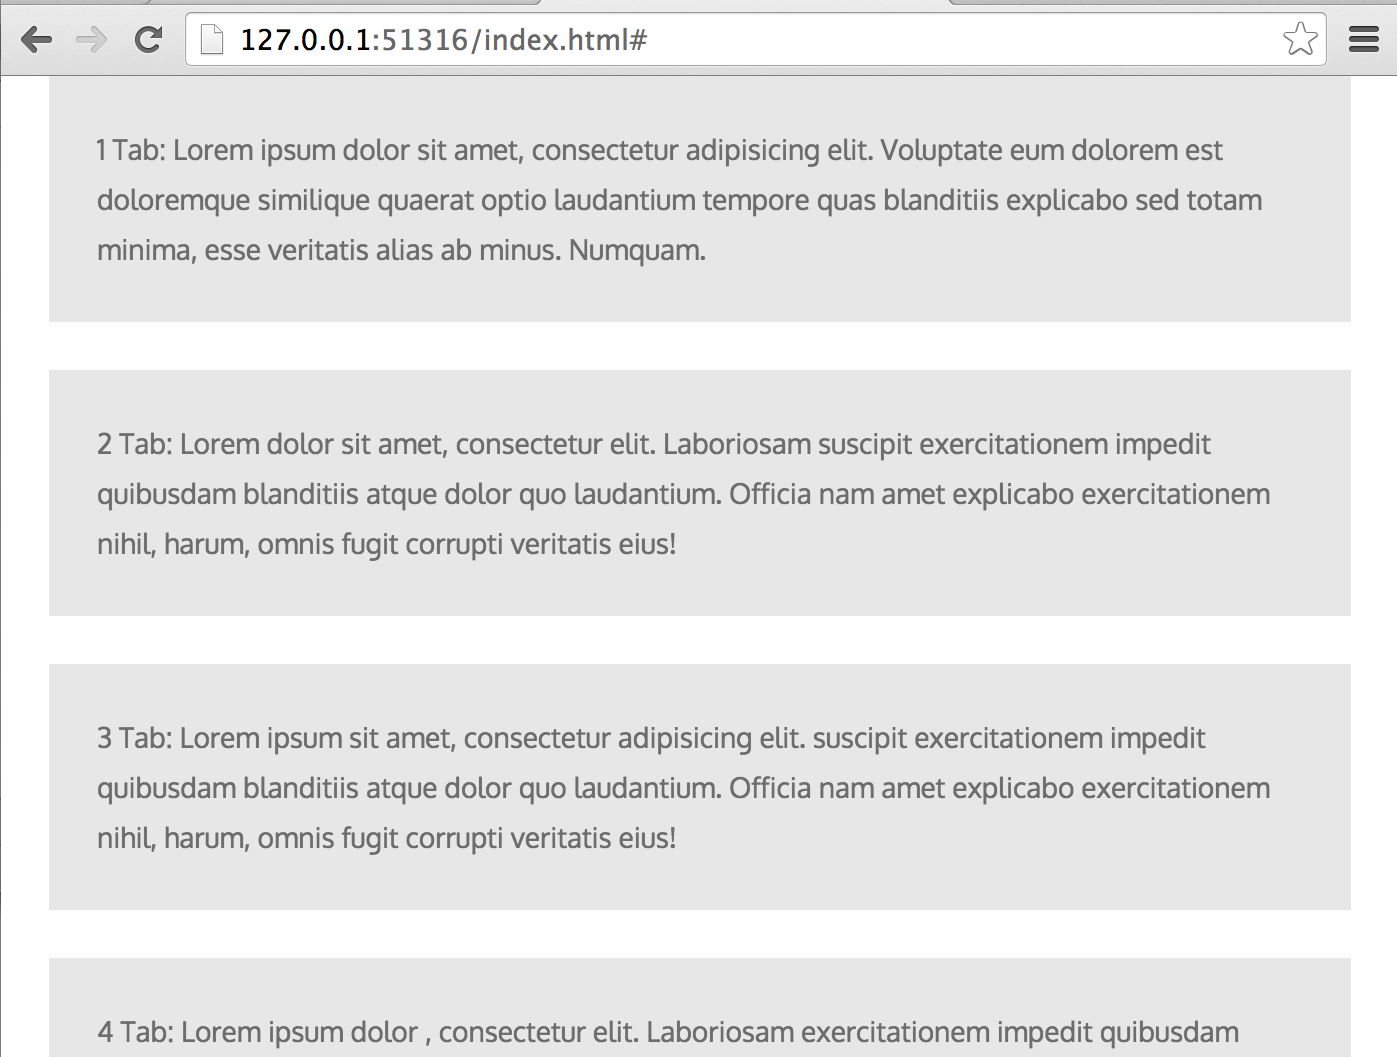 127.0.0.1:51316/index.html#
1 Tab: Lorem ipsum dolor sit amet, consectetur adipisicing elit. Voluptate eum dolorem est
doloremque similique quaerat optio laudantium tempore quas blanditiis explicabo sed totam
minima, esse veritatis alias ab minus. Numquam.
2 Tab: Lorem dolor sit amet, consectetur elit. Laboriosam suscipit exercitationem impedit
quibusdam blanditiis atque dolor quo laudantium. Officia nam amet explicabo exercitationem
nihil, harum, omnis fugit corrupti veritatis eius!
3 Tab: Lorem ipsum sit amet, consectetur adipisicing elit. suscipit exercitationem impedit
quibusdam blanditiis atque dolor quo laudantium. Officia nam amet explicabo exercitationem
nihil, harum, omnis fugit corrupti veritatis eius!
4 Tab: Lorem ipsum dolor , consectetur elit. Laboriosam exercitationem impedit quibusdam